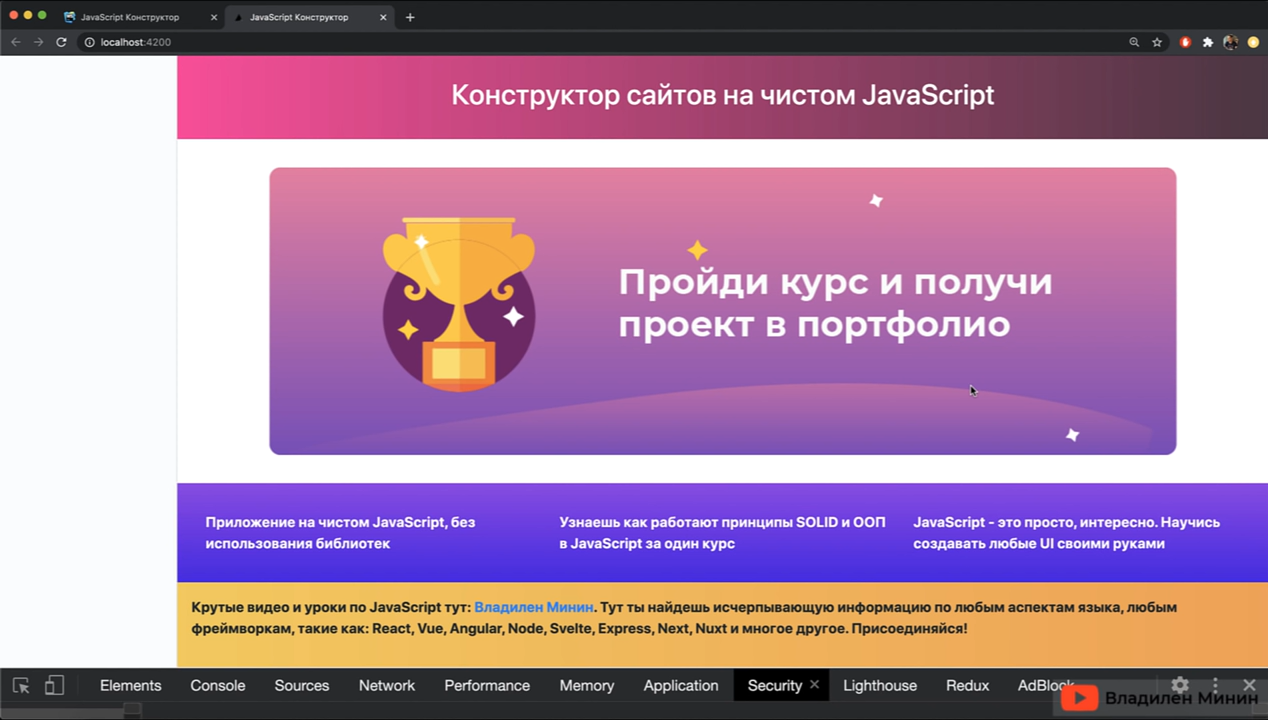 JavaScript Конструктор
JavaScript Конструктор
localhost:4200
Конструктор сайтов на чистом JavaScript
Пройди курс и получи
проект в портфолио
Приложение на чистом JavaScript, без
использования библиотек
Узнаешь как работают принципы SOLID и ООП
в JavaScript за один курс
JavaScript - это просто, интересно. Научись
создавать любые UI своими руками
Крутые видео и уроки по JavaScript тут: Владилен Минин. Тут ты найдешь исчерпывающую информацию по любым аспектам языка, любым
фреймворкам, такие как: React, Vue, Angular, Node, Svelte, Express, Next, Nuxt и многое другое. Присоединяйся!
Elements Console Sources Network Performance Memory Application Security Lighthouse Redux AdBlock
Владилен Минин